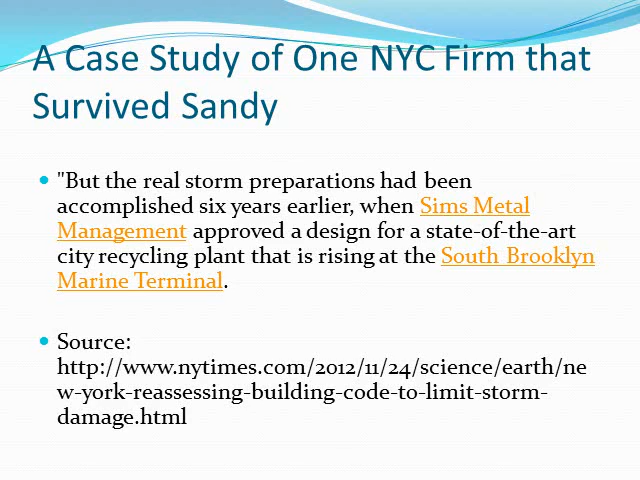 A Case Study of One NYC Firm that
Survived Sandy
"But the real storm preparations had been
accomplished six years earlier, when Sims Metal
Management approved a design for a state-of-the-art
city recycling plant that is rising at the South Brooklyn
Marine Terminal.
Source:
http://www.nytimes.com/2012/11/24/science/earth/ne
w-york-reassessing-building-code-to-limit-storm-
damage.html